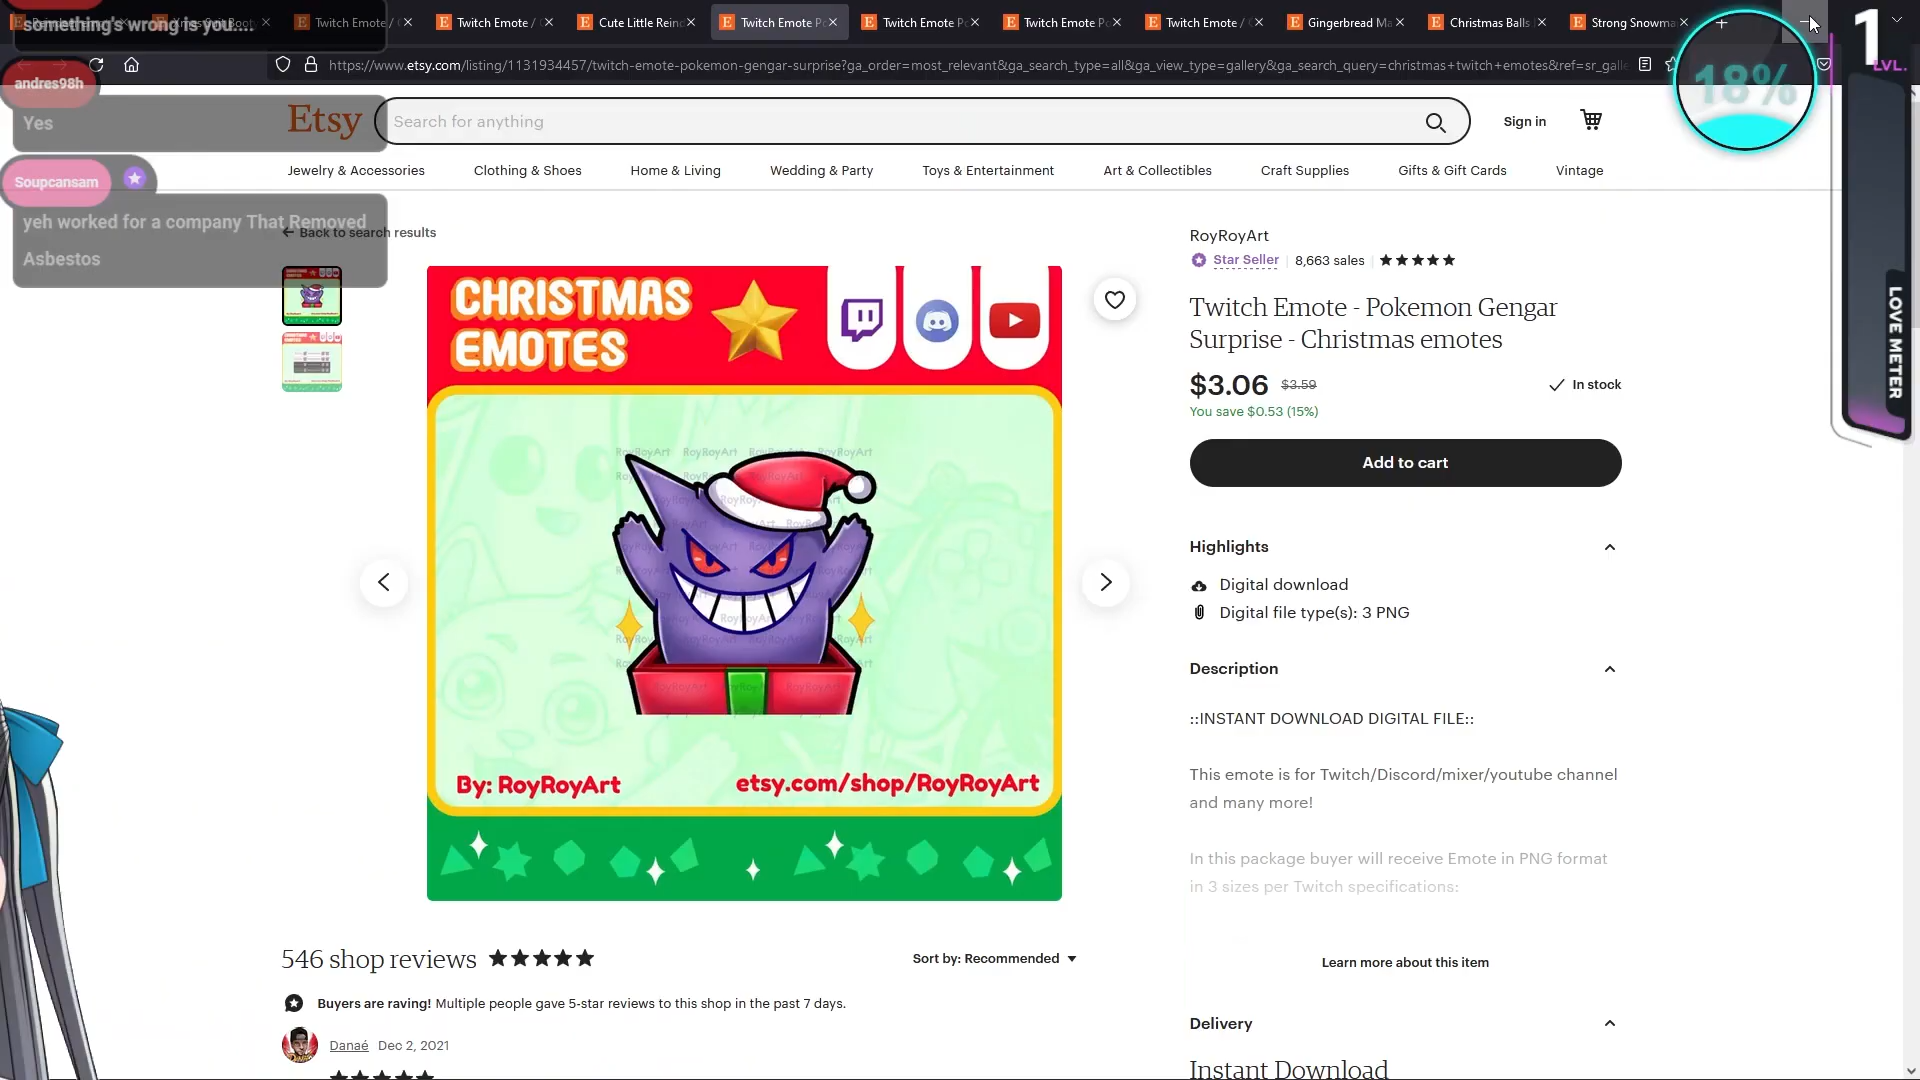 something's wrong is you....
Twitch Emote /
Twitch Emote /
Cute Little Reind
Twitch Emote Po
Twitch Emote Po
Twitch Emote Po
Twitch Emote /
Gingerbread Ma
Christmas Balls
Strong Snowma
1
LVL.
https://www.etsy.com/listing/1131934457/twitch-emote-pokemon-gengar-surprise?ga_order=most_relevant&ga_search_type=all&ga_view_type=gallery&ga_search_query=christmas+twitch+emotes&ref=sr_galle
18%
andres98h
Yes
Soupcansam
yeh worked for a company That Removed
Asbestos
LOVE METER
Etsy
Search for anything
Sign in
Jewelry & Accessories
Clothing & Shoes
Home & Living
Wedding & Party
Toys & Entertainment
Art & Collectibles
Craft Supplies
Gifts & Gift Cards
Vintage
Back to search results
CHRISTMAS
EMOTES
RoyRoyArt RoyRoyArt RoyRoyArt RoyRoyArt
By: RoyRoyArt
etsy.com/shop/RoyRoyArt
RoyRoyArt
Star Seller
8,663 sales
Twitch Emote - Pokemon Gengar
Surprise - Christmas emotes
$3.06 $3.59
In stock
You save $0.53 (15%)
Add to cart
Highlights
Digital download
Digital file type(s): 3 PNG
Description
::INSTANT DOWNLOAD DIGITAL FILE::
This emote is for Twitch/Discord/mixer/youtube channel
and many more!
In this package buyer will receive Emote in PNG format
in 3 sizes per Twitch specifications:
Learn more about this item
Delivery
Instant Download
546 shop reviews
Sort by: Recommended
Buyers are raving! Multiple people gave 5-star reviews to this shop in the past 7 days.
Danaé Dec 2, 2021